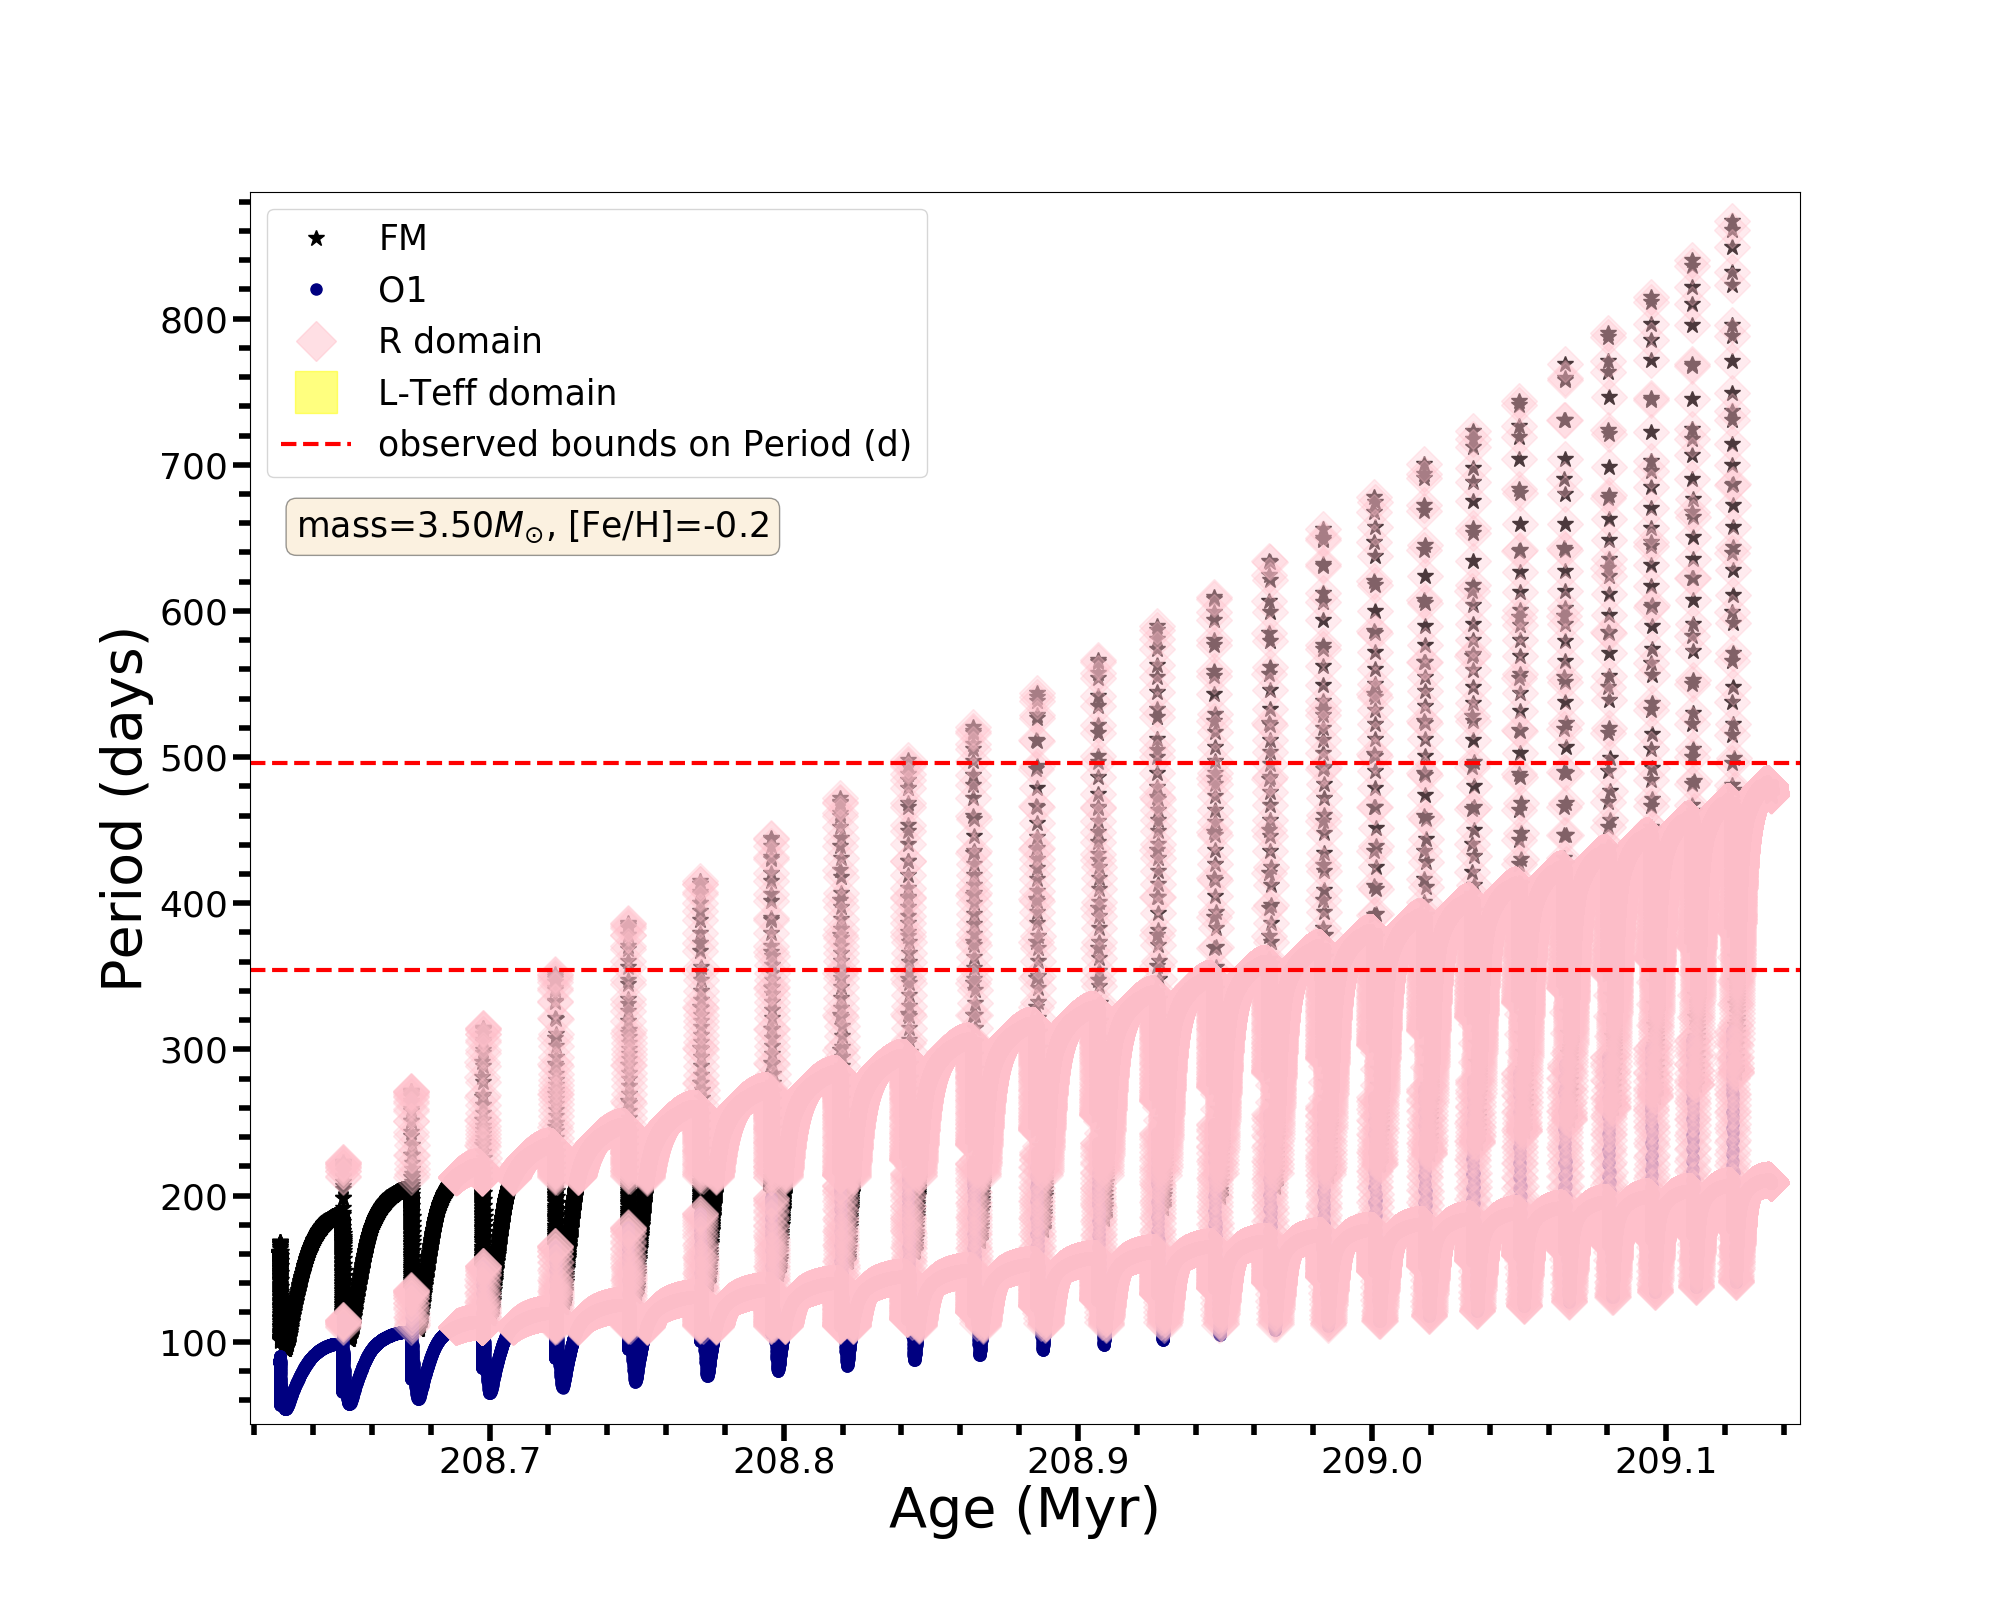 FM
O1
R domain
L-Teff domain
observed bounds on Period (d)
mass=3.50M⊙, [Fe/H]=-0.2
800
700
600
500
400
300
200
100
Period (days)
208.7 208.8 208.9 209.0 209.1
Age (Myr)